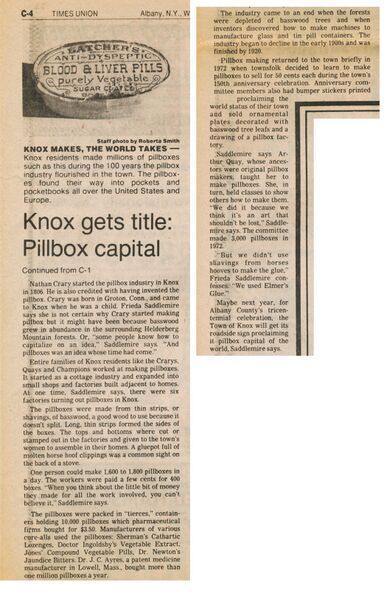 C-4 TIMES UNION Albany, N.Y., W
BATCHER'S
ANTI-DYSPEPTIC
BLOOD & LIVER PILLS
purely Vegetable
SUGAR COATED
Staff photo by Roberta Smith
KNOX MAKES, THE WORLD TAKES —
Knox residents made millions of pillboxes
such as this during the 100 years the pillbox
industry flourished in the town. The pillbox-
es found their way into pockets and
pocketbooks all over the United States and
Europe.
Knox gets title:
Pillbox capital
Continued from C-1
Nathan Crary started the pillbox industry in Knox
in 1806. He is also credited with having invented the
pillbox. Crary was born in Groton, Conn., and came
to Knox when he was a child. Frieda Saddlemire
says she is not certain why Crary started making
pillbox but it might have been because basswood
grew in abundance in the surrounding Helderberg
Mountain forests. Or, "some people know how to
capitalize on an idea," Saddlemire says. "And
pillboxes was an idea whose time had come."
Entire families of Knox residents like the Crarys,
Quays and Champions worked at making pillboxes.
It started as a cottage industry and expanded into
small shops and factories built adjacent to homes.
At one time, Saddlemire says, there were six
factories turning out pillboxes in Knox.
The pillboxes were made from thin strips, or
shavings, of basswood, a good wood to use because it
doesn't split. Long, thin strips formed the sides of
the boxes. The tops and bottoms where cut or
stamped out in the factories and given to the town's
women to assemble in their homes. A gluepot full of
molten horse hoof clippings was a common sight on
the back of a stove.
One person could make 1,600 to 1,800 pillboxes in
a day. The workers were paid a few cents for 400
boxes. "When you think about the little bit of money
they made for all the work involved, you can't
believe it," Saddlemire says.
The pillboxes were packed in "tierces," contain-
ers holding 10,000 pillboxes which pharmaceutical
firms bought for $3.50. Manufacturers of various
cure-alls used the pillboxes: Sherman's Cathartic
Lozenges, Doctor Ingoldsby's Vegetable Extract,
Jones' Compound Vegetable Pills, Dr. Newton's
Jaundice Bitters. Dr. J. C. Ayres, a patent medicine
manufacturer in Lowell, Mass., bought more than
one million pillboxes a year.
The industry came to an end when the forests
were depleted of basswood trees and when
inventors discovered how to make machines to
manufacture glass and tin pill containers. The
industry began to decline in the early 1900s and was
finished by 1920.
Pillbox making returned to the town briefly in
1972 when townsfolk decided to learn to make
pillboxes to sell for 50 cents each during the town's
150th anniversary celebration. Anniversary com-
mittee members also had bumper stickers printed
proclaiming the
world status of their town
and sold ornamental
plates decorated with
basswood tree leafs and a
drawing of a pillbox fac-
tory.
Saddlemire says Ar-
thur Quay, whose ances-
tors were original pillbox
makers, taught her to
make pillboxes. She, in
turn, held classes to show
others how to make them.
"We did it because we
think it's an art that
shouldn't be lost," Saddle-
mire says. The committee
made 3,000 pillboxes in
1972.
"But we didn't use
shavings from horses
hooves to make the glue,"
Frieda Saddlemire con-
fesses. "We used Elmer's
Glue."
Maybe next year, for
Albany County's tricen-
tennial celebration, the
Town of Knox will get its
roadside sign proclaiming
it pillbox capital of the
world, Saddlemire says.